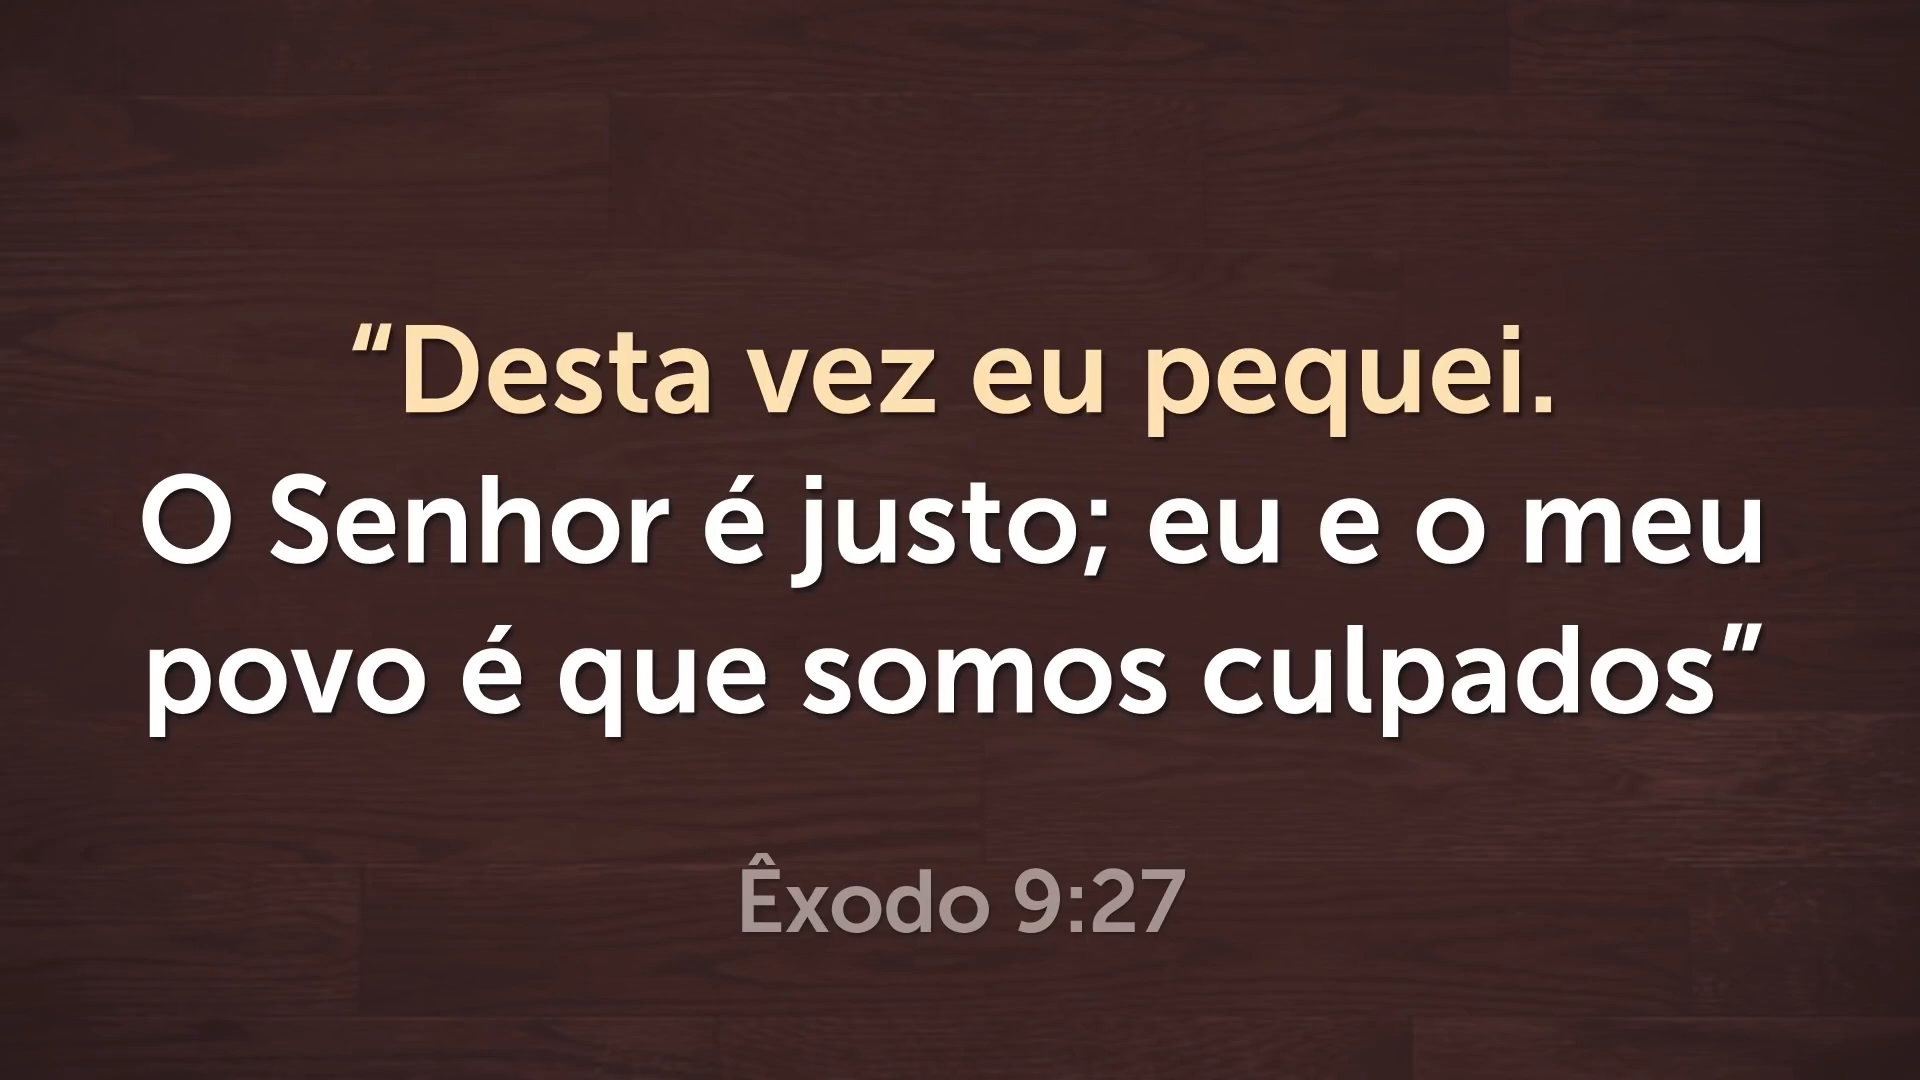 “Desta vez eu pequei.
O Senhor é justo; eu e o meu
povo é que somos culpados”
Êxodo 9:27